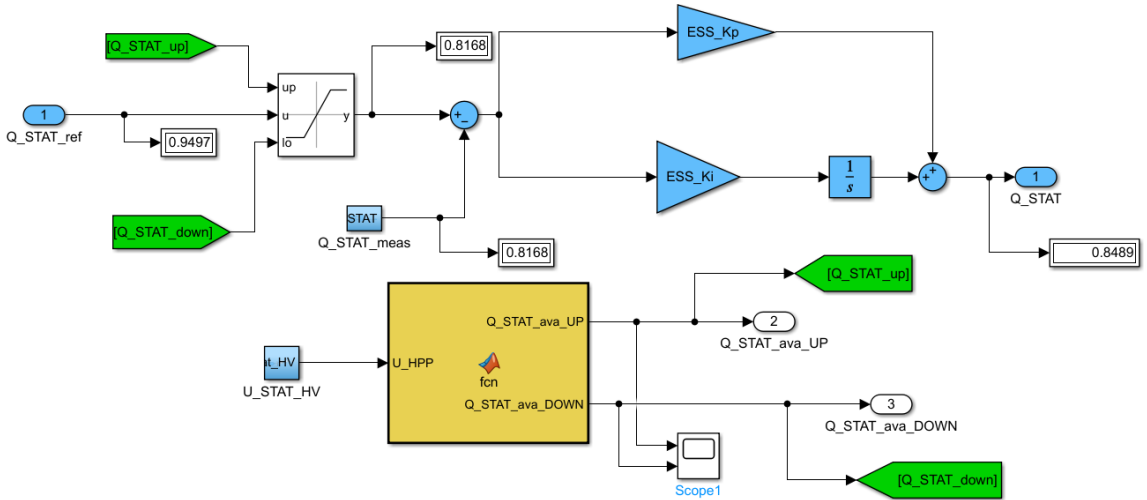 [Q_STAT_up]
0.8168
ESS_Kp
up
1
u
y
+
−
Q_STAT_ref
0.9497
lo
ESS_Ki
1
s
+
+
1
Q_STAT
[Q_STAT_down]
STAT
Q_STAT_meas
0.8168
0.8489
[Q_STAT_up]
Q_STAT_ava_UP
2
Q_STAT_ava_UP
t_HV
U_STAT_HV
U_HPP
fcn
Q_STAT_ava_DOWN
3
Q_STAT_ava_DOWN
[Q_STAT_down]
Scope1